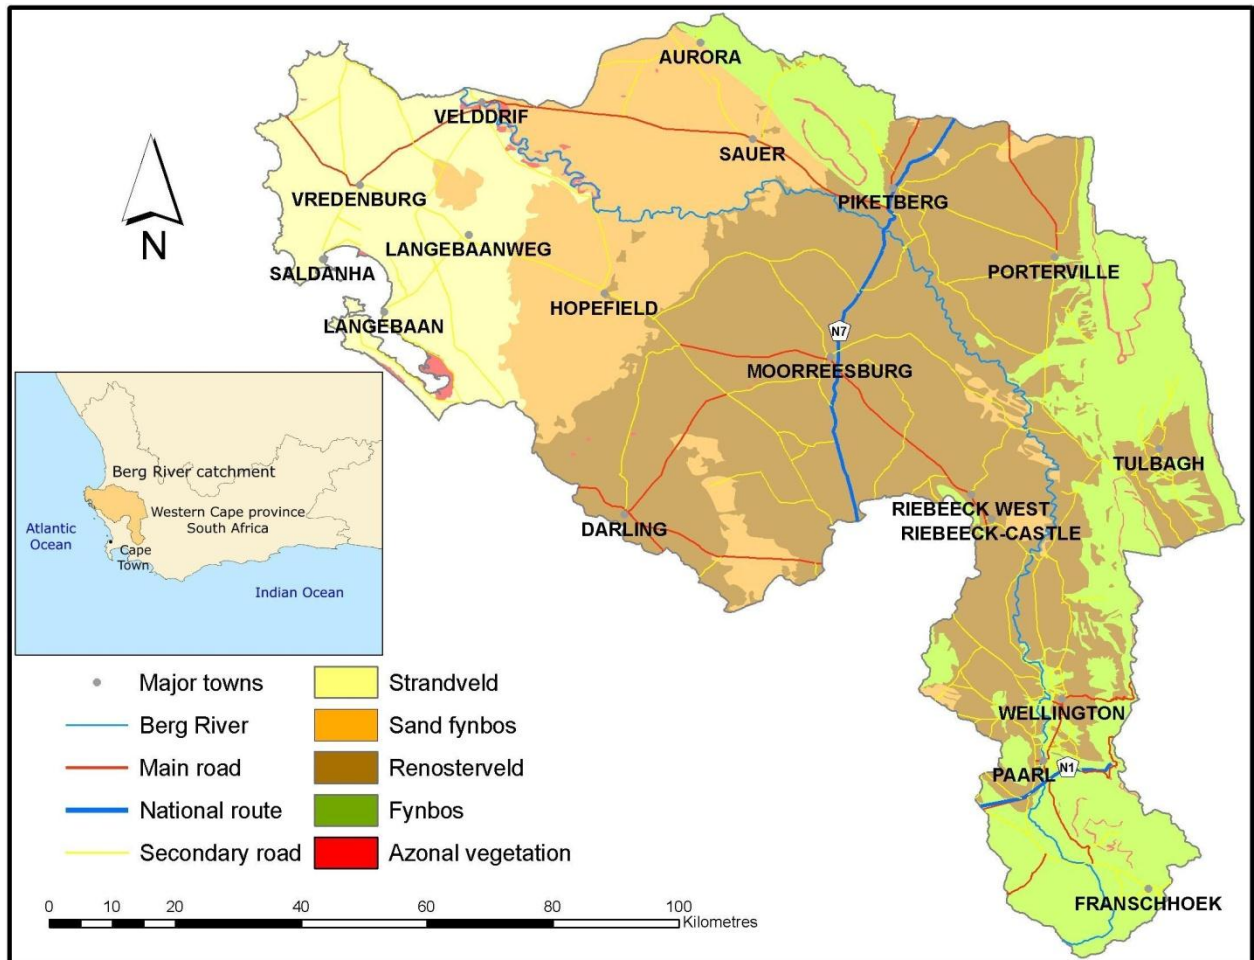 AURORA
VELDDRIF
SAUER
VREDENBURG
PIKETBERG
LANGEBAANWEG
SALDANHA
PORTERVILLE
HOPEFIELD
LANGEBAAN
N7
MOORREESBURG
N
TULBAGH
DARLING
RIEBEECK WEST
RIEBEECK-CASTLE
WELLINGTON
PAARL
N1
FRANSCHHOEK
Berg River catchment
Western Cape province
South Africa
Atlantic
Ocean
Cape
Town
Indian Ocean
Major towns
Berg River
Main road
National route
Secondary road
Strandveld
Sand fynbos
Renosterveld
Fynbos
Azonal vegetation
0 10 20 40 60 80 100
Kilometres